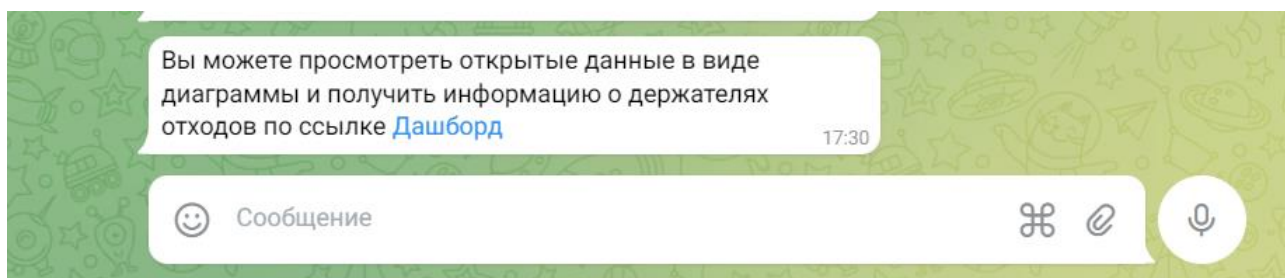 Вы можете просмотреть открытые данные в виде
диаграммы и получить информацию о держателях
отходов по ссылке Дашборд
17:30
Сообщение